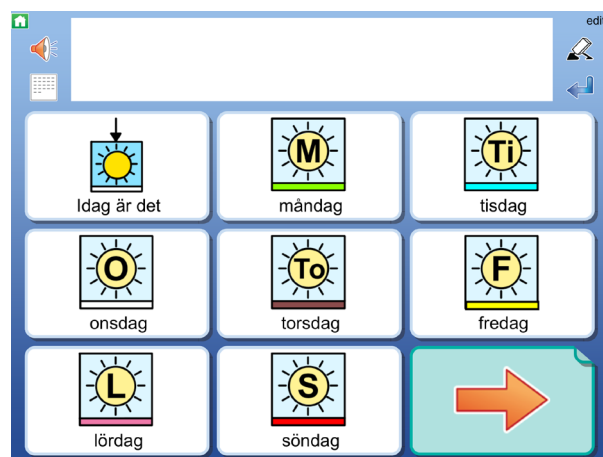 edi
M
Ti
Idag är det
måndag
tisdag
O
To
F
onsdag
torsdag
fredag
L
S
lördag
söndag